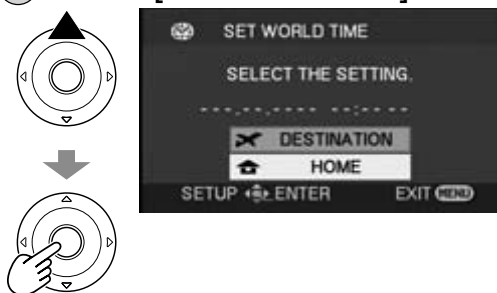 SET WORLD TIME
SELECT THE SETTING.
---.--.---- --:-- --
DESTINATION
HOME
SETUP ENTER EXIT MENU